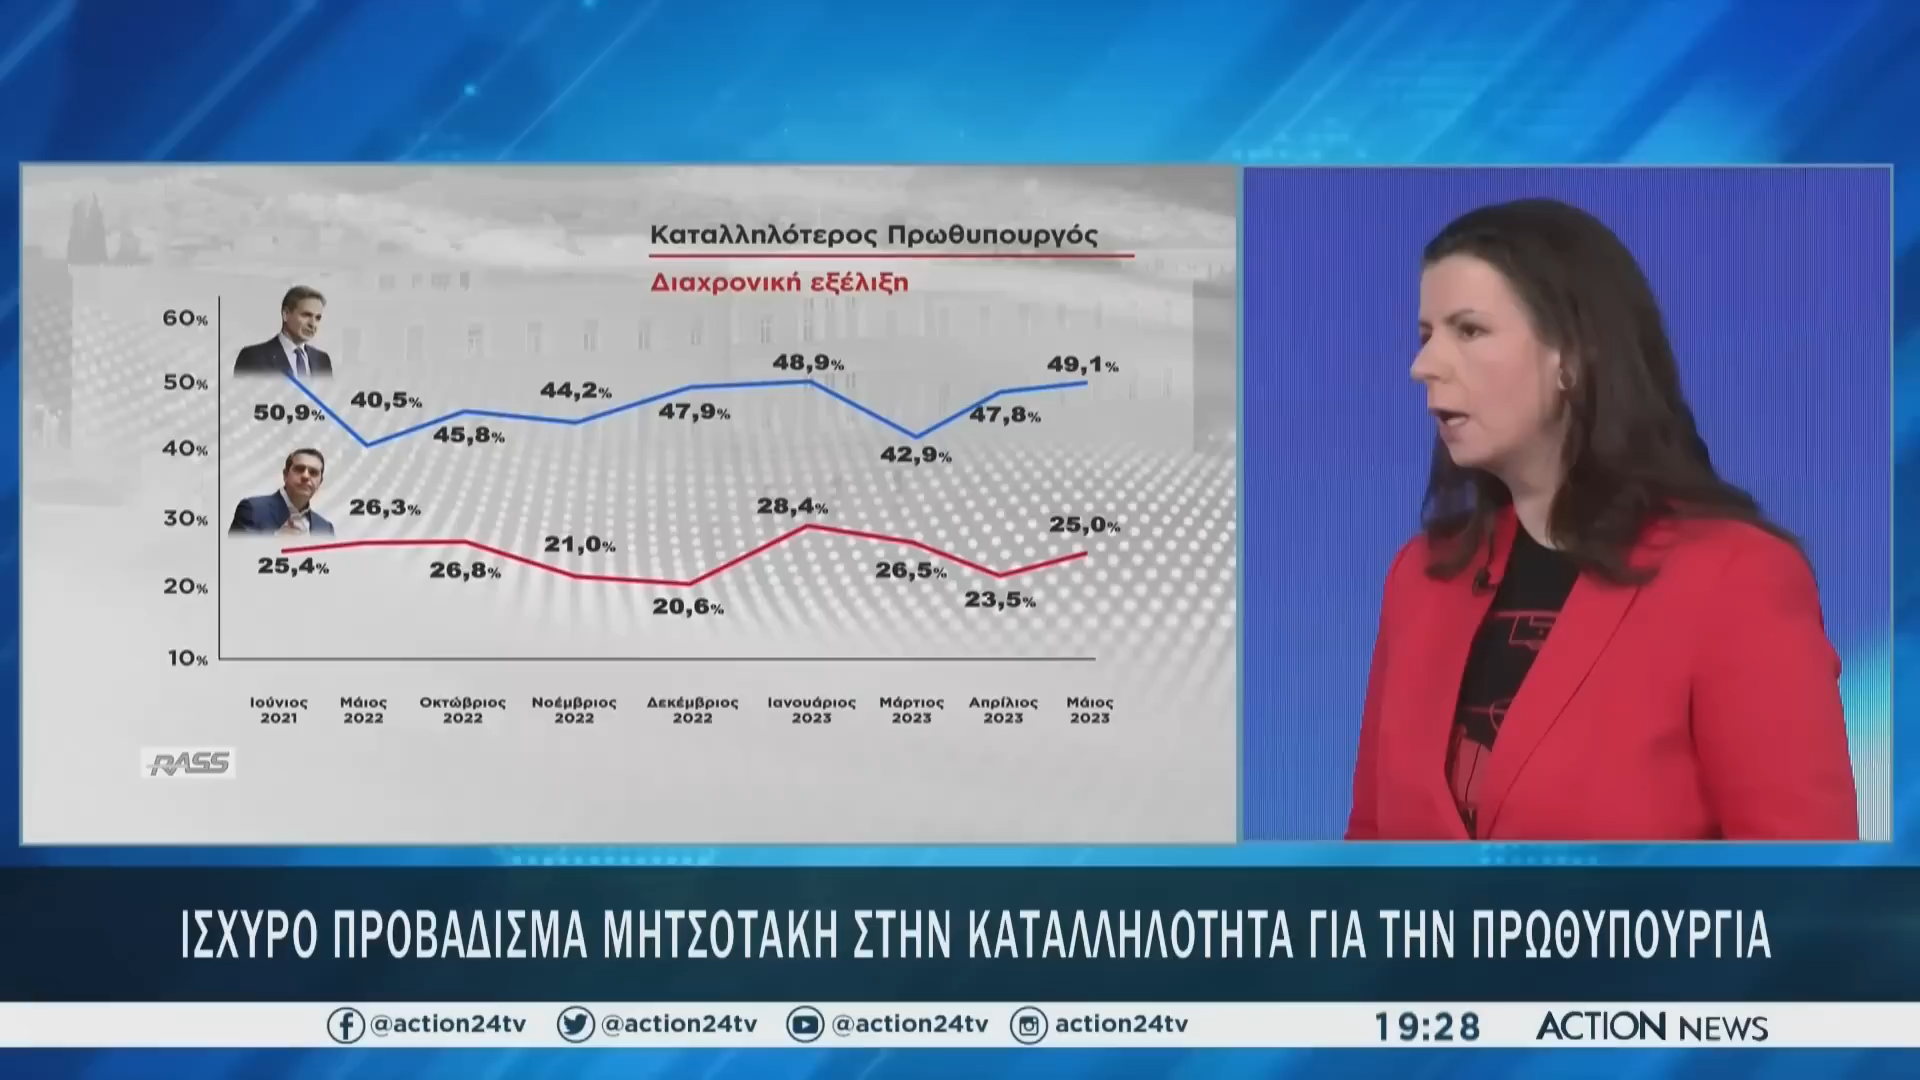 Καταλληλότερος Πρωθυπουργός
Διαχρονική εξέλιξη
60%
50%
40%
30%
20%
10%
50,9%
40,5%
45,8%
44,2%
47,9%
48,9%
42,9%
47,8%
49,1%
25,4%
26,3%
26,8%
21,0%
20,6%
28,4%
26,5%
23,5%
25,0%
Ιούνιος
2021
Μάιος
2022
Οκτώβριος
2022
Νοέμβριος
2022
Δεκέμβριος
2022
Ιανουάριος
2023
Μάρτιος
2023
Απρίλιος
2023
Μάιος
2023
RASS
ΙΣΧΥΡΟ ΠΡΟΒΑΔΙΣΜΑ ΜΗΤΣΟΤΑΚΗ ΣΤΗΝ ΚΑΤΑΛΛΗΛΟΤΗΤΑ ΓΙΑ ΤΗΝ ΠΡΩΘΥΠΟΥΡΓΙΑ
@action24tv @action24tv @action24tv action24tv 19:28 ACTION NEWS